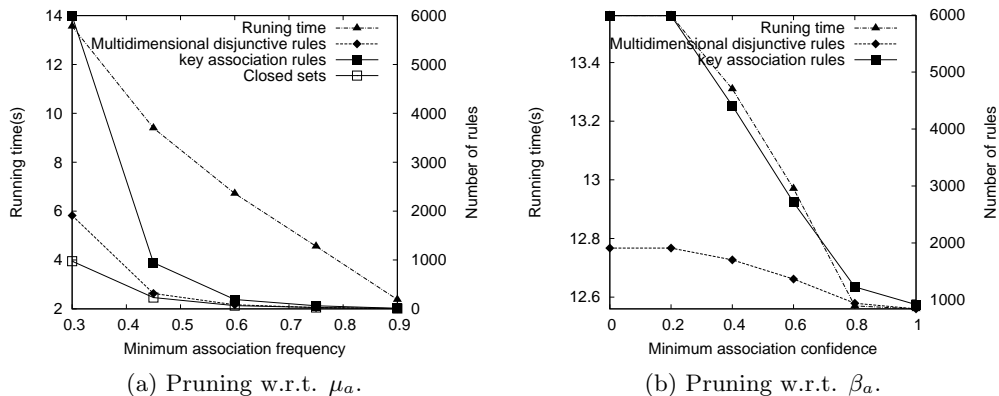 14
12
10
8
6
4
2
Running time(s)
0.3 0.4 0.5 0.6 0.7 0.8 0.9
Minimum association frequency
6000
5000
4000
3000
2000
1000
0
Number of rules
Runing time
Multidimensional disjunctive rules
key association rules
Closed sets
(a) Pruning w.r.t. μa.
13.4
13.2
13
12.8
12.6
Running time(s)
0 0.2 0.4 0.6 0.8 1
Minimum association confidence
6000
5000
4000
3000
2000
1000
Number of rules
Runing time
Multidimensional disjunctive rules
key association rules
(b) Pruning w.r.t. βa.